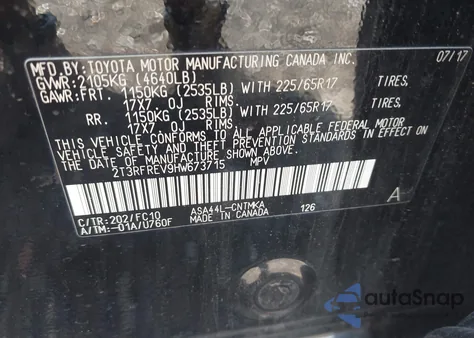 MFD.BY:TOYOTA MOTOR MANUFACTURING CANADA INC. 07/17
GVWR:2105KG (4640LB)
GAWR:FRT. 1150KG (2535LB) WITH 225/65R17 TIRES,
17X7 OJ RIMS.
RR. 1150KG (2535LB) WITH 225/65R17 TIRES,
17X7 OJ RIMS.
THIS VEHICLE CONFORMS TO ALL APPLICABLE FEDERAL MOTOR
VEHICLE SAFETY AND THEFT PREVENTION STANDARDS IN EFFECT ON
THE DATE OF MANUFACTURE SHOWN ABOVE.
2T3RFREV9HW673715 MPV
C/TR:202/FC10 ASA44L-CNTMKA 126 A
A/TM:-01A/U760F MADE IN CANADA
autoSnap